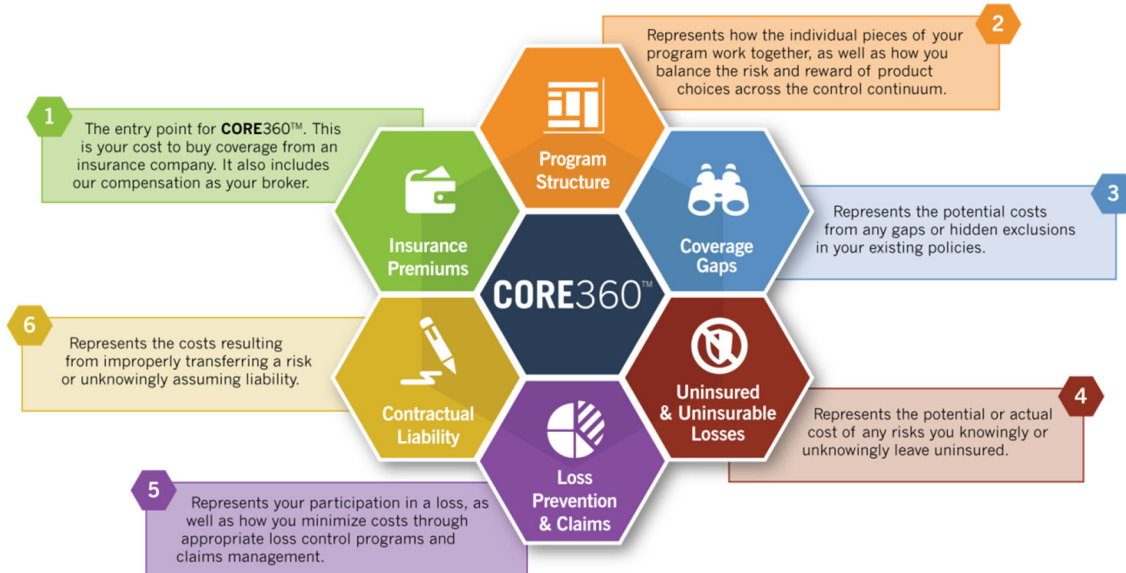 1
The entry point for CORE360™. This
is your cost to buy coverage from an
insurance company. It also includes
our compensation as your broker.
2
Represents how the individual pieces of your
program work together, as well as how you
balance the risk and reward of product
choices across the control continuum.
3
Represents the potential costs
from any gaps or hidden exclusions
in your existing policies.
4
Represents the potential or actual
cost of any risks you knowingly or
unknowingly leave uninsured.
5
Represents your participation in a loss, as
well as how you minimize costs through
appropriate loss control programs and
claims management.
6
Represents the costs resulting
from improperly transferring a risk
or unknowingly assuming liability.
Insurance
Premiums
Program
Structure
Coverage
Gaps
Uninsured
& Uninsurable
Losses
Loss
Prevention
& Claims
Contractual
Liability
CORE360™